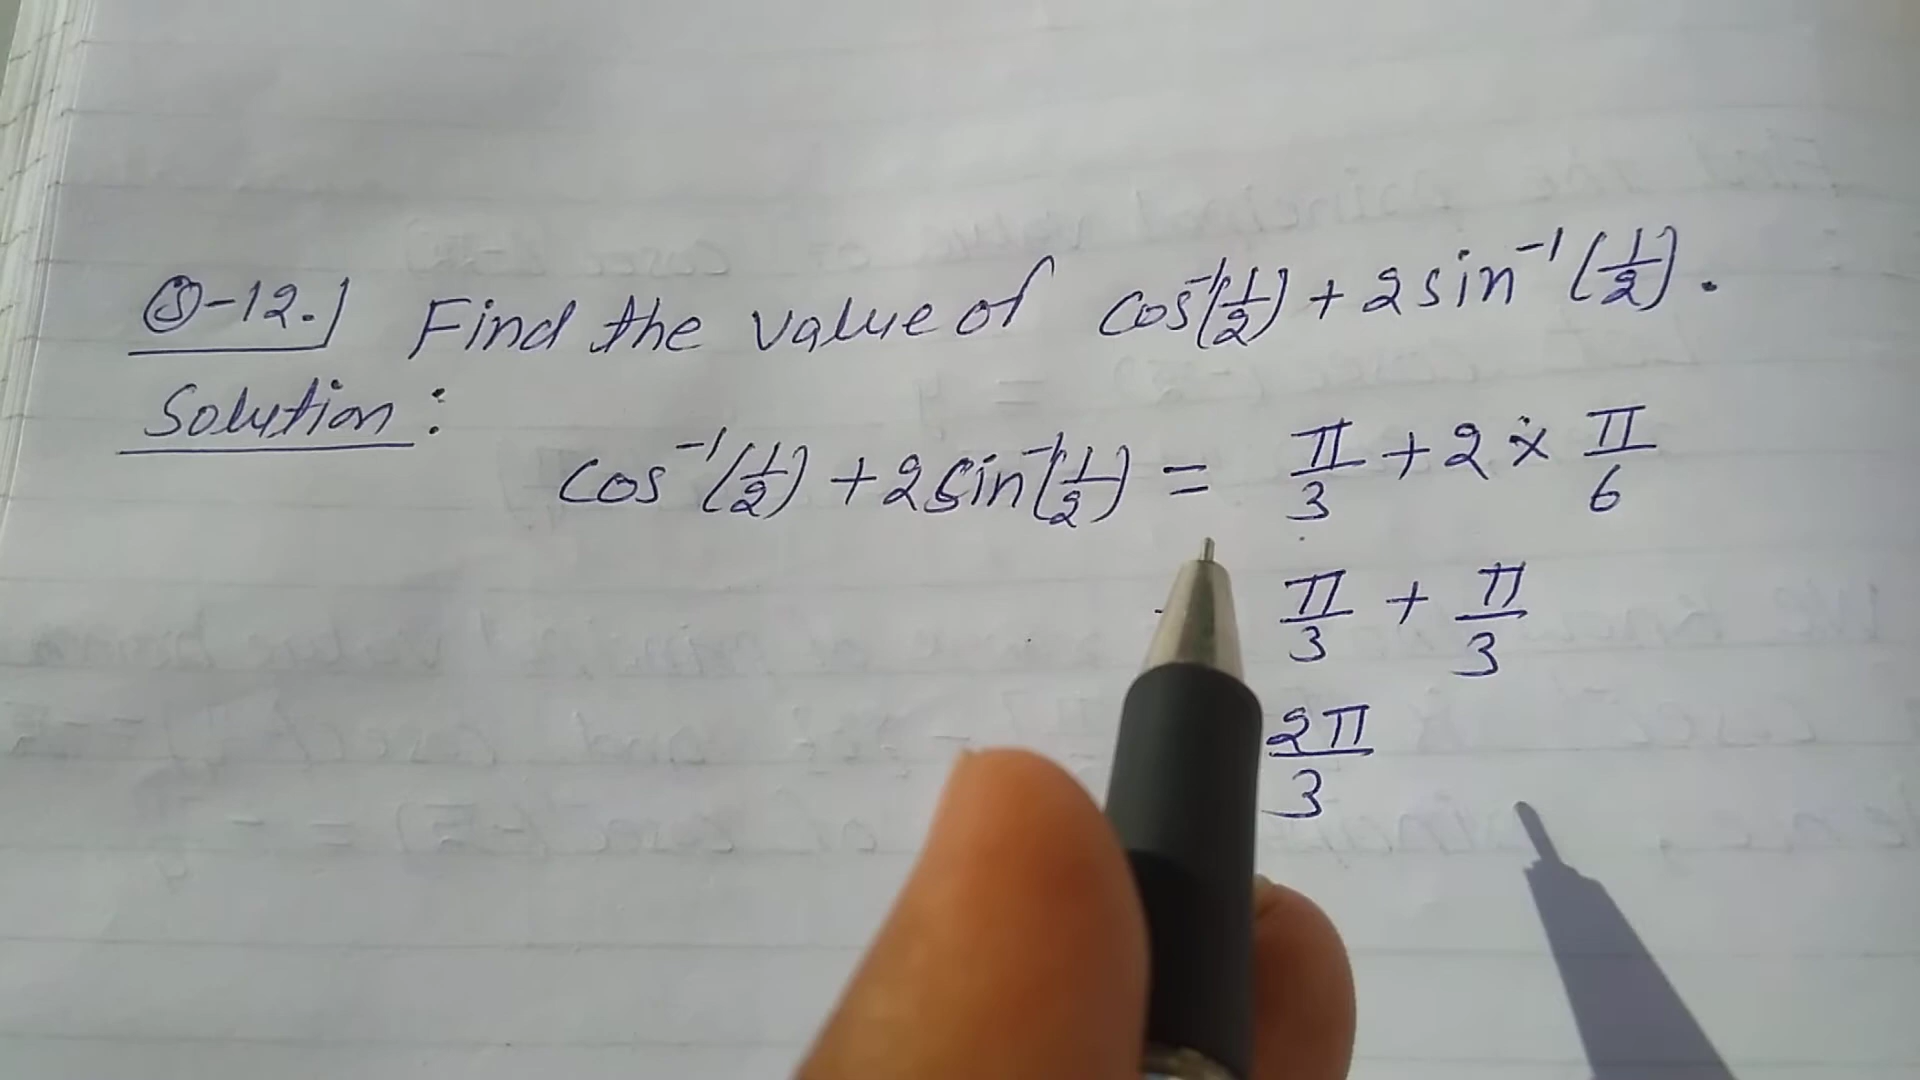 Q-12.) Find the value of cos⁻¹(1/2) + 2 sin⁻¹(1/2).
Solution:
cos⁻¹(1/2) + 2 sin⁻¹(1/2) = π/3 + 2 × π/6
π/3 + π/3
2π/3